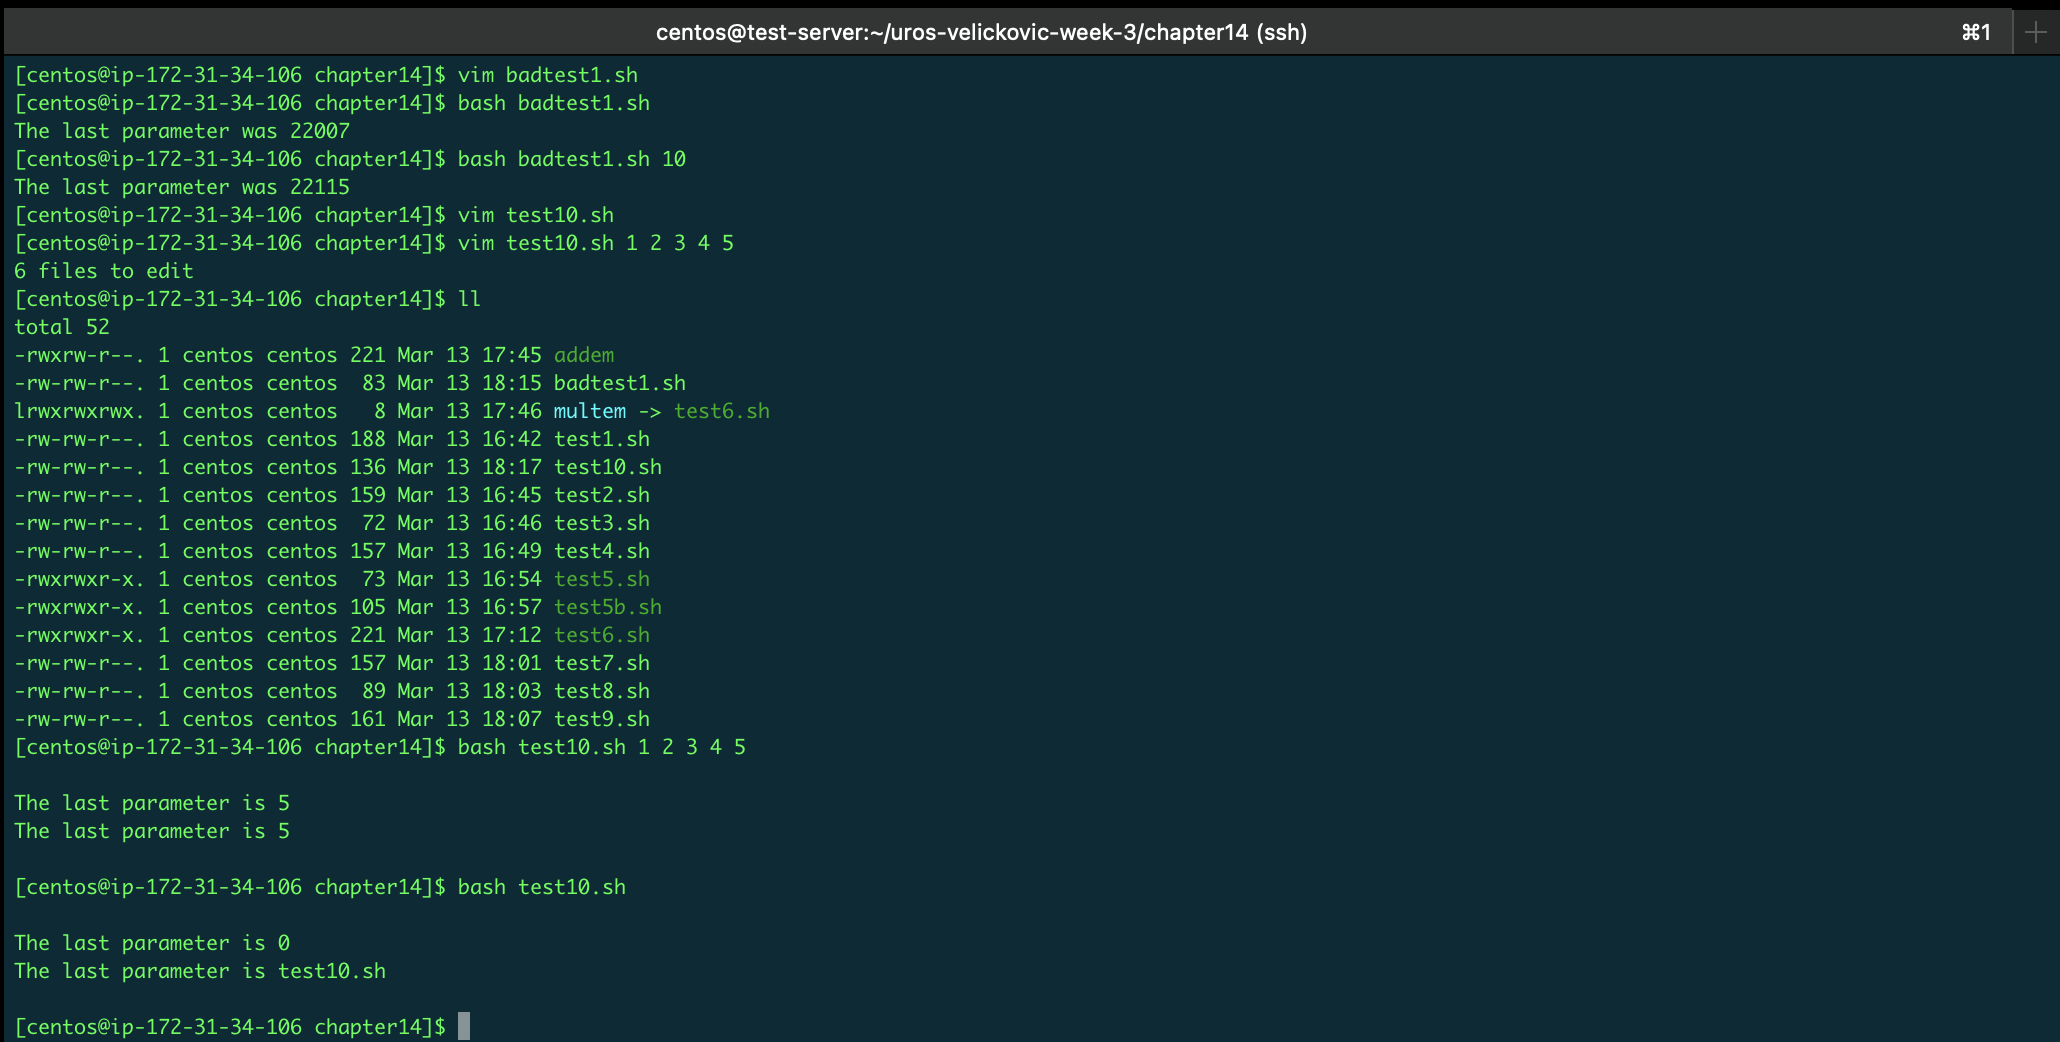 centos@test-server:~/uros-velickovic-week-3/chapter14 (ssh) ⌘1 +
[centos@ip-172-31-34-106 chapter14]$ vim badtest1.sh
[centos@ip-172-31-34-106 chapter14]$ bash badtest1.sh
The last parameter was 22007
[centos@ip-172-31-34-106 chapter14]$ bash badtest1.sh 10
The last parameter was 22115
[centos@ip-172-31-34-106 chapter14]$ vim test10.sh
[centos@ip-172-31-34-106 chapter14]$ vim test10.sh 1 2 3 4 5
6 files to edit
[centos@ip-172-31-34-106 chapter14]$ ll
total 52
-rwxrw-r--. 1 centos centos 221 Mar 13 17:45 addem
-rw-rw-r--. 1 centos centos  83 Mar 13 18:15 badtest1.sh
lrwxrwxrwx. 1 centos centos   8 Mar 13 17:46 multem -> test6.sh
-rw-rw-r--. 1 centos centos 188 Mar 13 16:42 test1.sh
-rw-rw-r--. 1 centos centos 136 Mar 13 18:17 test10.sh
-rw-rw-r--. 1 centos centos 159 Mar 13 16:45 test2.sh
-rw-rw-r--. 1 centos centos  72 Mar 13 16:46 test3.sh
-rw-rw-r--. 1 centos centos 157 Mar 13 16:49 test4.sh
-rwxrwxr-x. 1 centos centos  73 Mar 13 16:54 test5.sh
-rwxrwxr-x. 1 centos centos 105 Mar 13 16:57 test5b.sh
-rwxrwxr-x. 1 centos centos 221 Mar 13 17:12 test6.sh
-rw-rw-r--. 1 centos centos 157 Mar 13 18:01 test7.sh
-rw-rw-r--. 1 centos centos  89 Mar 13 18:03 test8.sh
-rw-rw-r--. 1 centos centos 161 Mar 13 18:07 test9.sh
[centos@ip-172-31-34-106 chapter14]$ bash test10.sh 1 2 3 4 5
The last parameter is 5
The last parameter is 5
[centos@ip-172-31-34-106 chapter14]$ bash test10.sh
The last parameter is 0
The last parameter is test10.sh
[centos@ip-172-31-34-106 chapter14]$